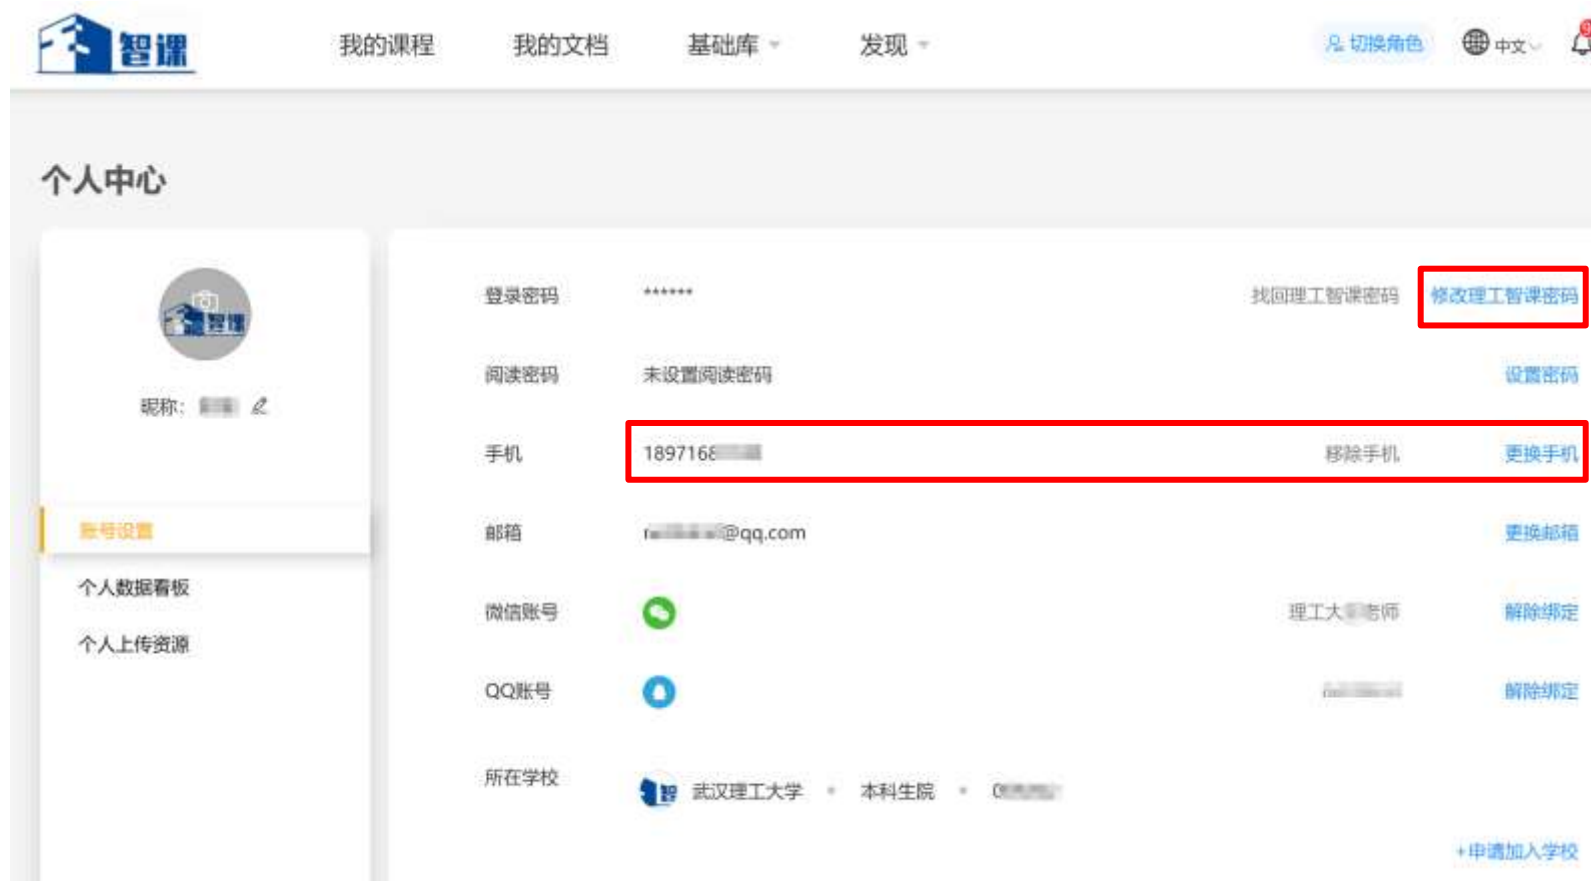 智课 我的课程 我的文档 基础库 发现 切换角色 中文
个人中心
智课
昵称:
账号设置
个人数据看板
个人上传资源
登录密码 ****** 找回理工智课密码 修改理工智课密码
阅读密码 未设置阅读密码 设置密码
手机 189716 移除手机 更换手机
邮箱 @qq.com 更换邮箱
微信账号 理工大 老师 解除绑定
QQ账号 解除绑定
所在学校 智 武汉理工大学 本科生院
+申请加入学校